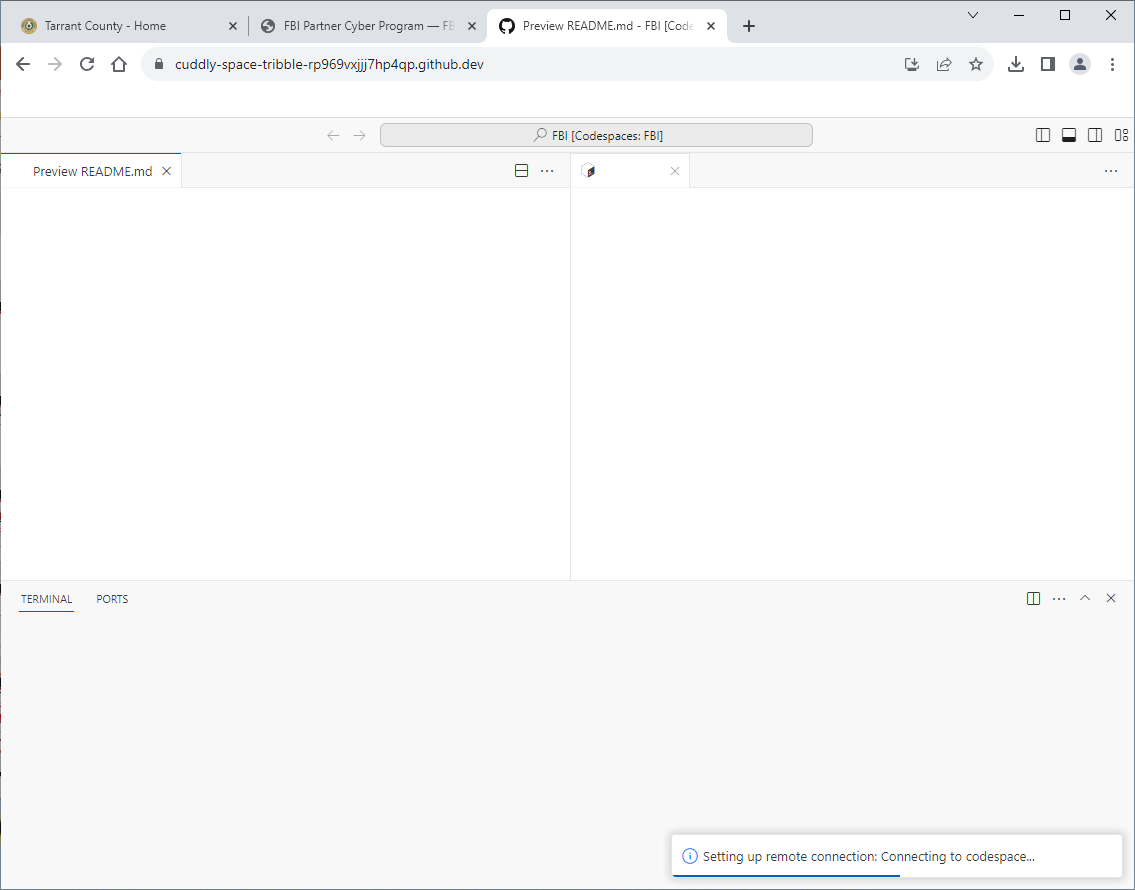 Tarrant County - Home
FBI Partner Cyber Program — FB
Preview README.md - FBI [Code
cuddly-space-tribble-rp969vxjjj7hp4qp.github.dev
FBI [Codespaces: FBI]
Preview README.md
TERMINAL PORTS
Setting up remote connection: Connecting to codespace...